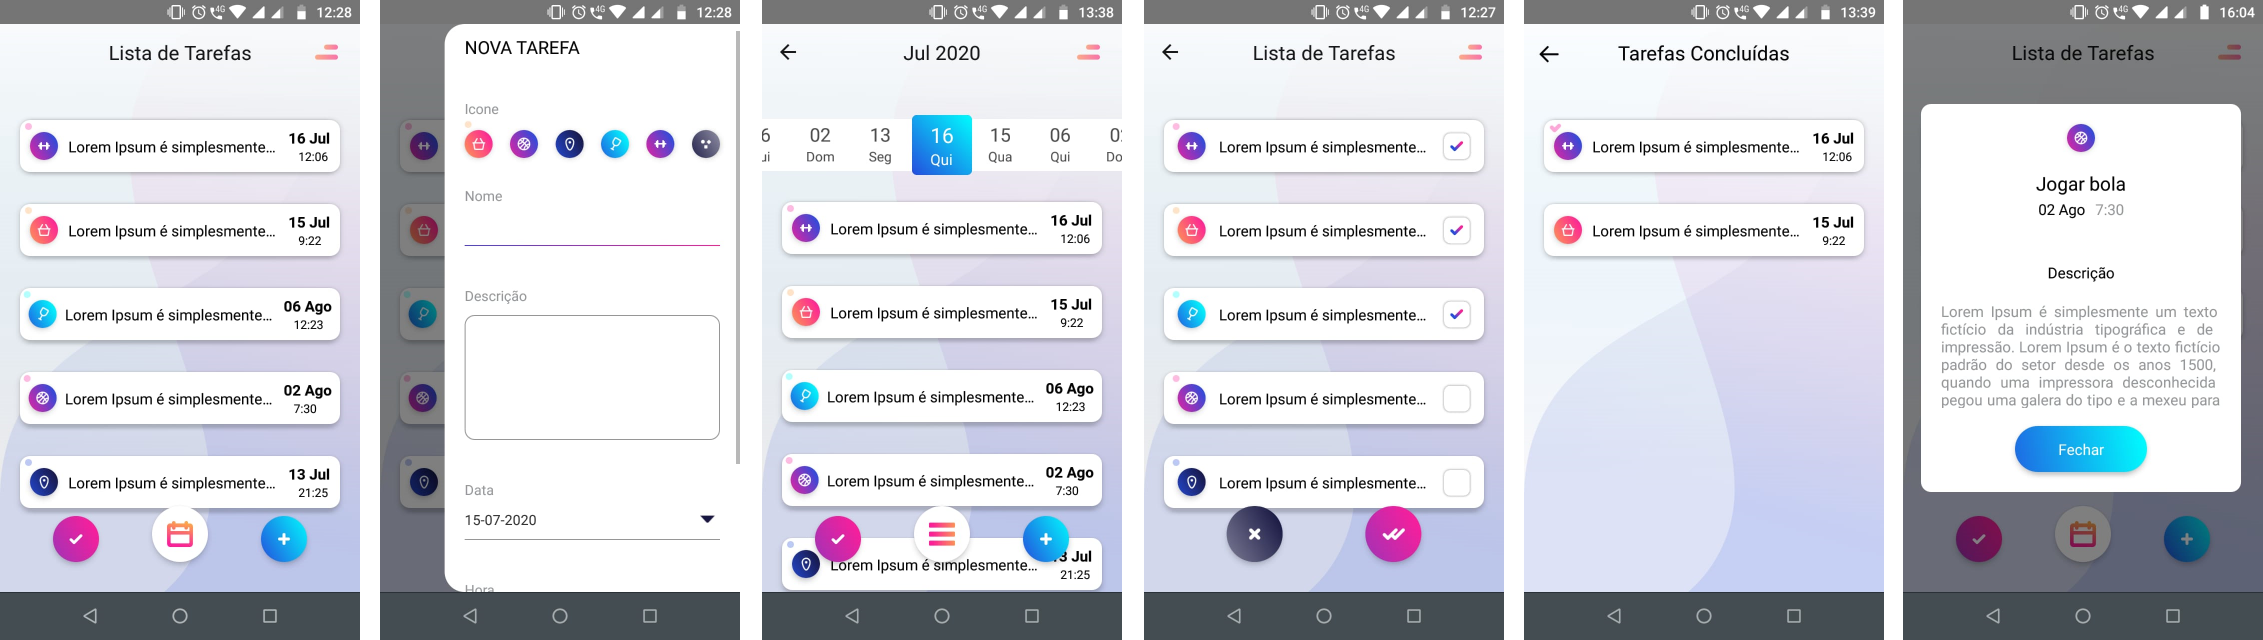 12:28
Lista de Tarefas
Lorem Ipsum é simplesmente...
16 Jul
12:06
Lorem Ipsum é simplesmente...
15 Jul
9:22
Lorem Ipsum é simplesmente...
06 Ago
12:23
Lorem Ipsum é simplesmente...
02 Ago
7:30
Lorem Ipsum é simplesmente...
13 Jul
21:25
4G 12:28
NOVA TAREFA
Icone
Nome
Descrição
Data
15-07-2020
Hora
4G 13:38
Jul 2020
6 02 13 16 15 06 02
ui Dom Seg Qui Qua Qui Do
Lorem Ipsum é simplesmente...
16 Jul
12:06
Lorem Ipsum é simplesmente...
15 Jul
9:22
Lorem Ipsum é simplesmente...
06 Ago
12:23
Lorem Ipsum é simplesmente...
02 Ago
7:30
Lorem Ipsum é simplesmente...
13 Jul
21:25
4G 12:27
Lista de Tarefas
Lorem Ipsum é simplesmente...
Lorem Ipsum é simplesmente...
Lorem Ipsum é simplesmente...
Lorem Ipsum é simplesmente...
Lorem Ipsum é simplesmente...
4G 13:39
Tarefas Concluídas
Lorem Ipsum é simplesmente...
16 Jul
12:06
Lorem Ipsum é simplesmente...
15 Jul
9:22
4G 16:04
Lista de Tarefas
Jogar bola
02 Ago 7:30
Descrição
Lorem Ipsum é simplesmente um texto
fictício da indústria tipográfica e de
impressão. Lorem Ipsum é o texto fictício
padrão do setor desde os anos 1500,
quando uma impressora desconhecida
pegou uma galera do tipo e a mexeu para
Fechar